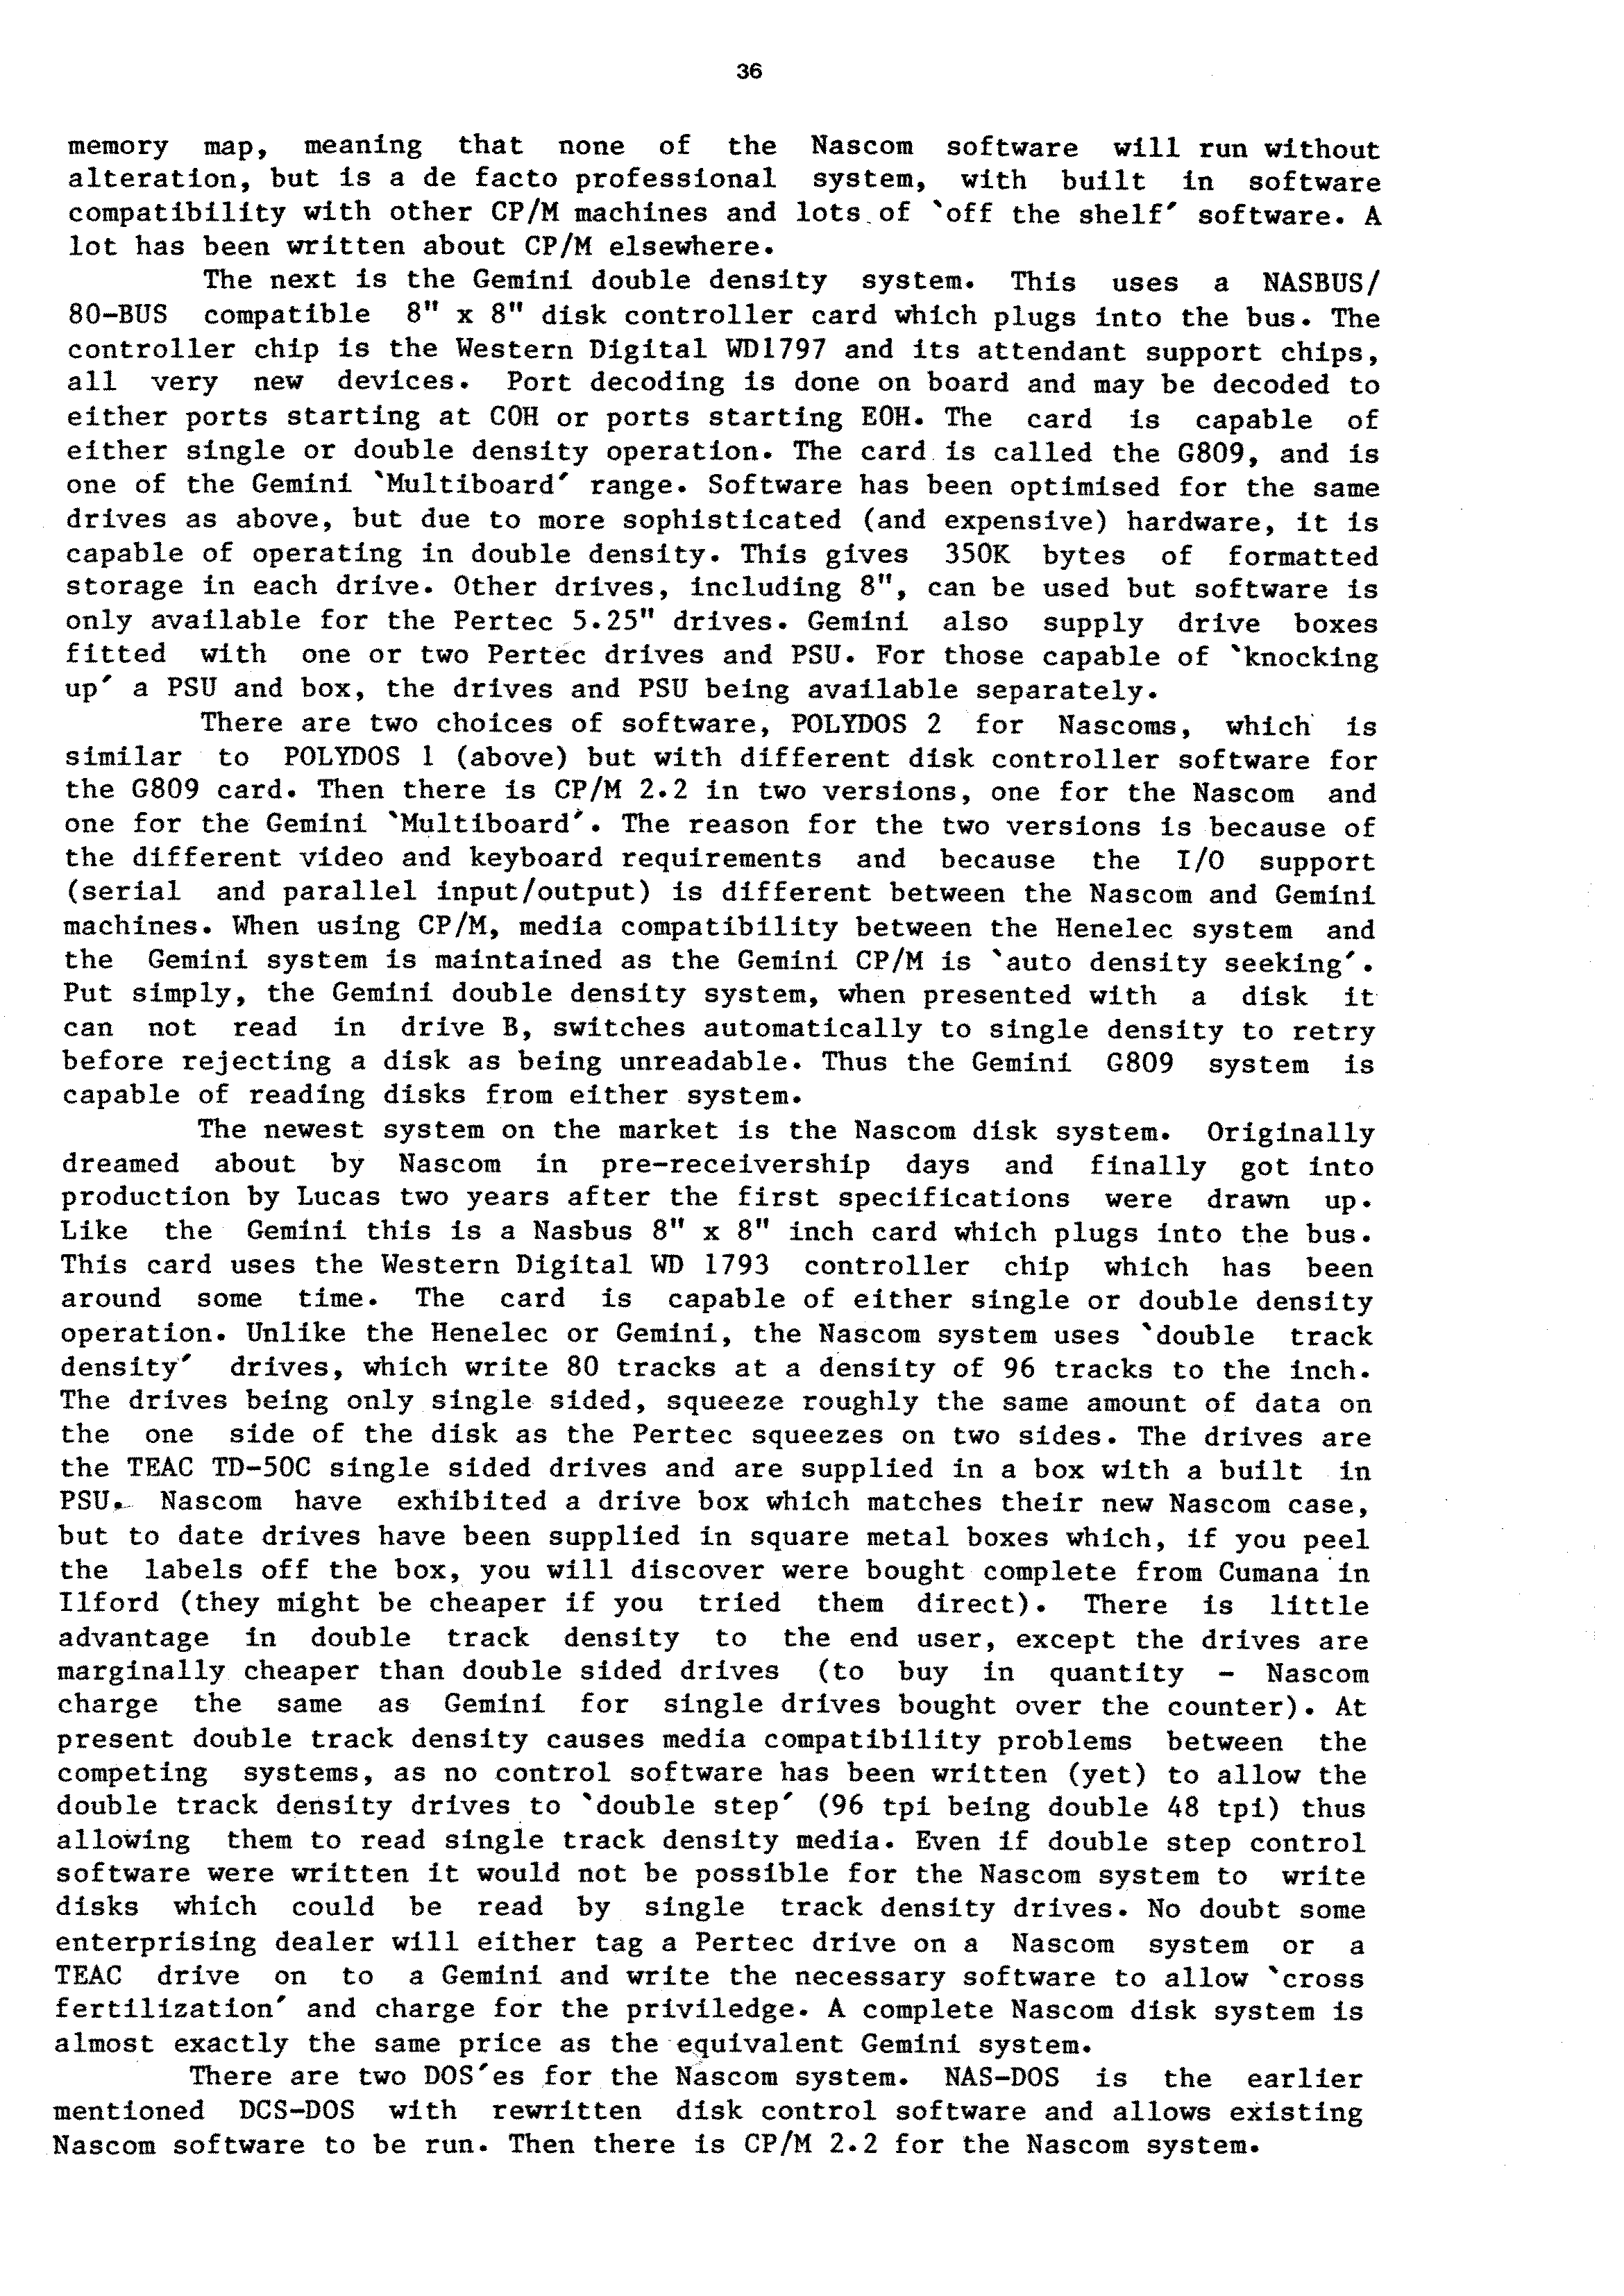 36
memory map, meaning that none of the Nascom software will run without
alteration, but is a de facto professional system, with built in software
compatibility with other CP/M machines and lots of `off the shelf´ software. A
lot has been written about CP/M elsewhere.
The next is the Gemini double density system. This uses a NASBUS/
80-BUS compatible 8" x 8" disk controller card which plugs into the bus. The
controller chip is the Western Digital WD1797 and its attendant support chips,
all very new devices. Port decoding is done on board and may be decoded to
either ports starting at C0H or ports starting E0H. The card is capable of
either single or double density operation. The card is called the G809, and is
one of the Gemini `Multiboard´ range. Software has been optimised for the same
drives as above, but due to more sophisticated (and expensive) hardware, it is
capable of operating in double density. This gives 350K bytes of formatted
storage in each drive. Other drives, including 8", can be used but software is
only available for the Pertec 5.25" drives. Gemini also supply drive boxes
fitted with one or two Pertec drives and PSU. For those capable of `knocking
up´ a PSU and box, the drives and PSU being available separately.
There are two choices of software, POLYDOS 2 for Nascoms, which is
similar to POLYDOS 1 (above) but with different disk controller software for
the G809 card. Then there is CP/M 2.2 in two versions, one for the Nascom and
one for the Gemini `Multiboard´. The reason for the two versions is because of
the different video and keyboard requirements and because the I/O support
(serial and parallel input/output) is different between the Nascom and Gemini
machines. When using CP/M, media compatibility between the Henelec system and
the Gemini system is maintained as the Gemini CP/M is `auto density seeking´.
Put simply, the Gemini double density system, when presented with a disk it
can not read in drive B, switches automatically to single density to retry
before rejecting a disk as being unreadable. Thus the Gemini G809 system is
capable of reading disks from either system.
The newest system on the market is the Nascom disk system. Originally
dreamed about by Nascom in pre-receivership days and finally got into
production by Lucas two years after the first specifications were drawn up.
Like the Gemini this is a Nasbus 8" x 8" inch card which plugs into the bus.
This card uses the Western Digital WD 1793 controller chip which has been
around some time. The card is capable of either single or double density
operation. Unlike the Henelec or Gemini, the Nascom system uses `double track
density´ drives, which write 80 tracks at a density of 96 tracks to the inch.
The drives being only single sided, squeeze roughly the same amount of data on
the one side of the disk as the Pertec squeezes on two sides. The drives are
the TEAC TD-50C single sided drives and are supplied in a box with a built in
PSU. Nascom have exhibited a drive box which matches their new Nascom case,
but to date drives have been supplied in square metal boxes which, if you peel
the labels off the box, you will discover were bought complete from Cumana in
Ilford (they might be cheaper if you tried them direct). There is little
advantage in double track density to the end user, except the drives are
marginally cheaper than double sided drives (to buy in quantity - Nascom
charge the same as Gemini for single drives bought over the counter). At
present double track density causes media compatibility problems between the
competing systems, as no control software has been written (yet) to allow the
double track density drives to `double step´ (96 tpi being double 48 tpi) thus
allowing them to read single track density media. Even if double step control
software were written it would not be possible for the Nascom system to write
disks which could be read by single track density drives. No doubt some
enterprising dealer will either tag a Pertec drive on a Nascom system or a
TEAC drive on to a Gemini and write the necessary software to allow `cross
fertilization´ and charge for the priviledge. A complete Nascom disk system is
almost exactly the same price as the equivalent Gemini system.
There are two DOS´es for the Nascom system. NAS-DOS is the earlier
mentioned DCS-DOS with rewritten disk control software and allows existing
Nascom software to be run. Then there is CP/M 2.2 for the Nascom system.